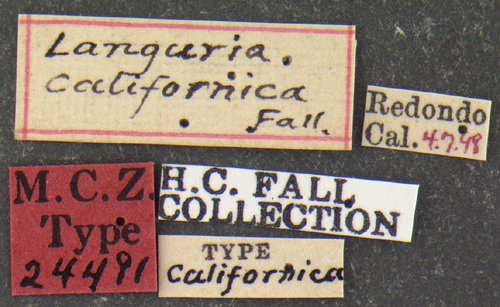 Languria.
californica
Fall.
Redondo
Cal. 4.7.98
M.C.Z.
Type
24491
H.C. FALL
COLLECTION
TYPE
Californica